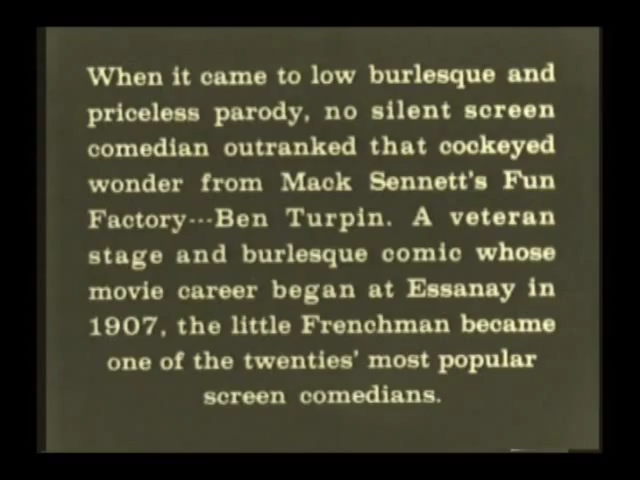 When it came to low burlesque and
priceless parody, no silent screen
comedian outranked that cockeyed
wonder from Mack Sennett's Fun
Factory---Ben Turpin. A veteran
stage and burlesque comic whose
movie career began at Essanay in
1907, the little Frenchman became
one of the twenties' most popular
screen comedians.